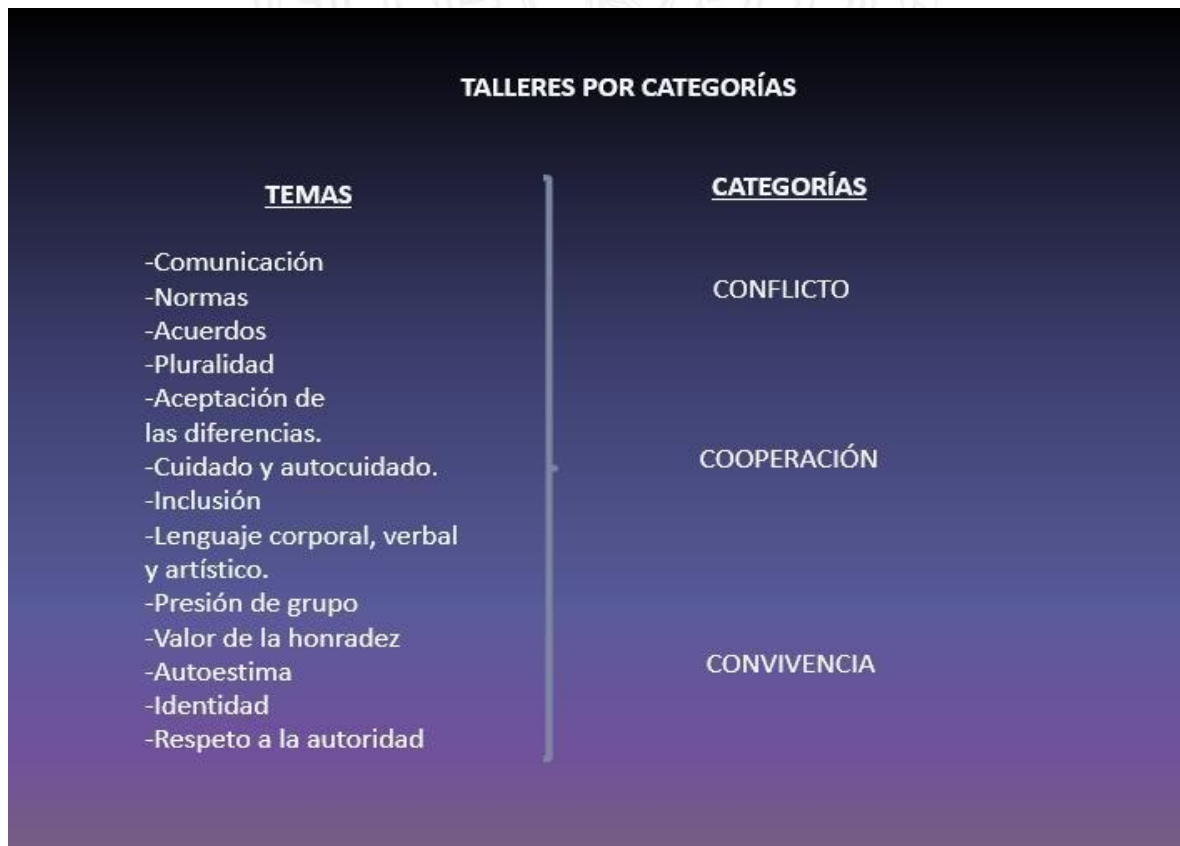 TALLERES POR CATEGORÍAS
TEMAS
-Comunicación
-Normas
-Acuerdos
-Pluralidad
-Aceptación de
las diferencias.
-Cuidado y autocuidado.
-Inclusión
-Lenguaje corporal, verbal
y artístico.
-Presión de grupo
-Valor de la honradez
-Autoestima
-Identidad
-Respeto a la autoridad
CATEGORÍAS
CONFLICTO
COOPERACIÓN
CONVIVENCIA